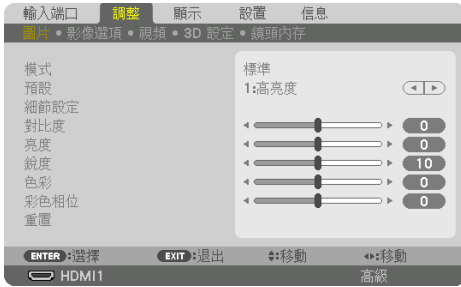 輸入端口 調整 顯示 設置 信息
圖片 • 影像選項 • 視頻 • 3D 設定 • 鏡頭內存
模式 標準
預設 1:高亮度
細節設定
對比度 0
亮度 0
銳度 10
色彩 0
彩色相位 0
重置
ENTER :選擇 EXIT :退出 :移動 :移動
HDMI1 高級